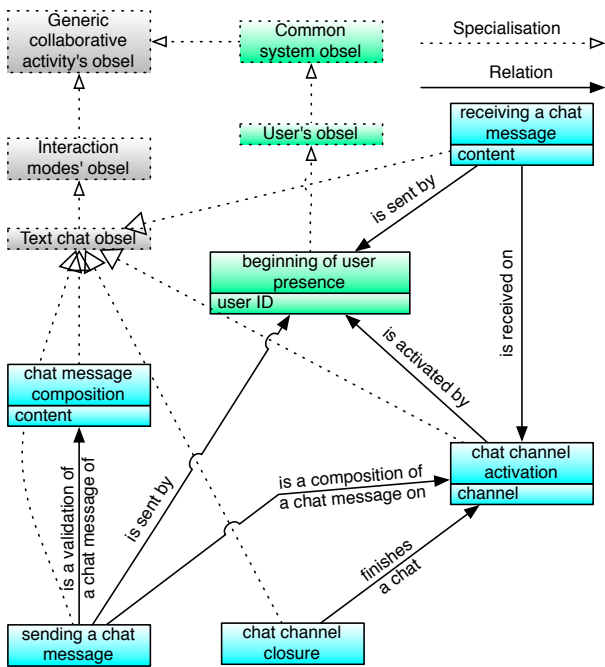 Generic
collaborative
activity's obsel
Common
system obsel
Specialisation
Relation
User's obsel
receiving a chat
message
content
Interaction
modes' obsel
is sent by
Text chat obsel
beginning of user
presence
user ID
is received on
is activated by
chat message
composition
content
chat channel
activation
channel
is a composition of
a chat message on
is sent by
is a validation of
a chat message of
finishes
a chat
sending a chat
message
chat channel
closure